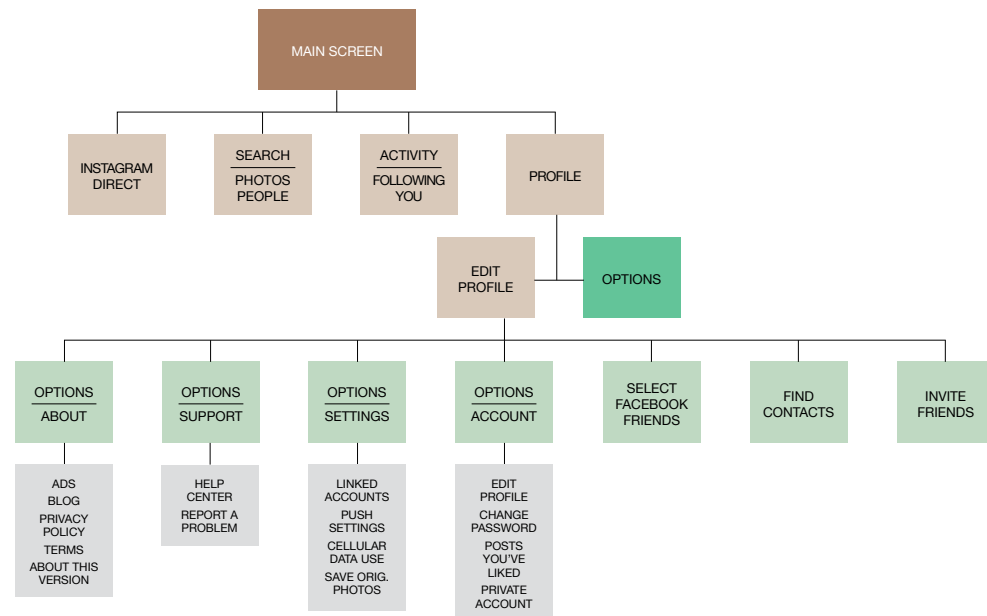 MAIN SCREEN
INSTAGRAM
DIRECT
SEARCH
PHOTOS
PEOPLE
ACTIVITY
FOLLOWING
YOU
PROFILE
EDIT
PROFILE
OPTIONS
OPTIONS
ABOUT
OPTIONS
SUPPORT
OPTIONS
SETTINGS
OPTIONS
ACCOUNT
SELECT
FACEBOOK
FRIENDS
FIND
CONTACTS
INVITE
FRIENDS
ADS
BLOG
PRIVACY
POLICY
TERMS
ABOUT THIS
VERSION
HELP
CENTER
REPORT A
PROBLEM
LINKED
ACCOUNTS
PUSH
SETTINGS
CELLULAR
DATA USE
SAVE ORIG.
PHOTOS
EDIT
PROFILE
CHANGE
PASSWORD
POSTS
YOU'VE
LIKED
PRIVATE
ACCOUNT